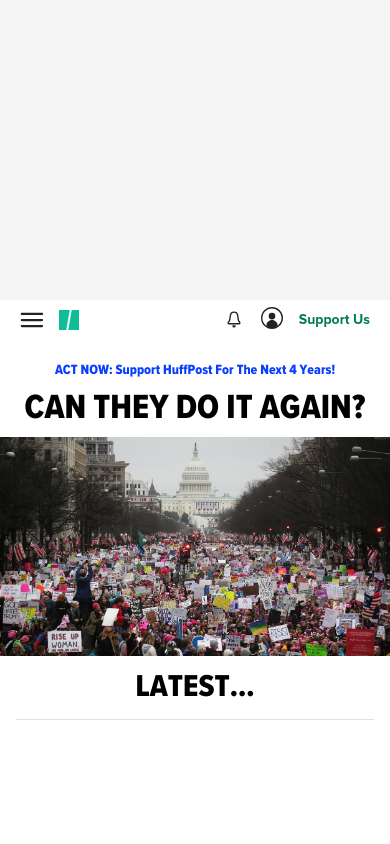 Support Us
ACT NOW: Support HuffPost For The Next 4 Years!
CAN THEY DO IT AGAIN?
RISE UP
WOMAN.
LATEST...